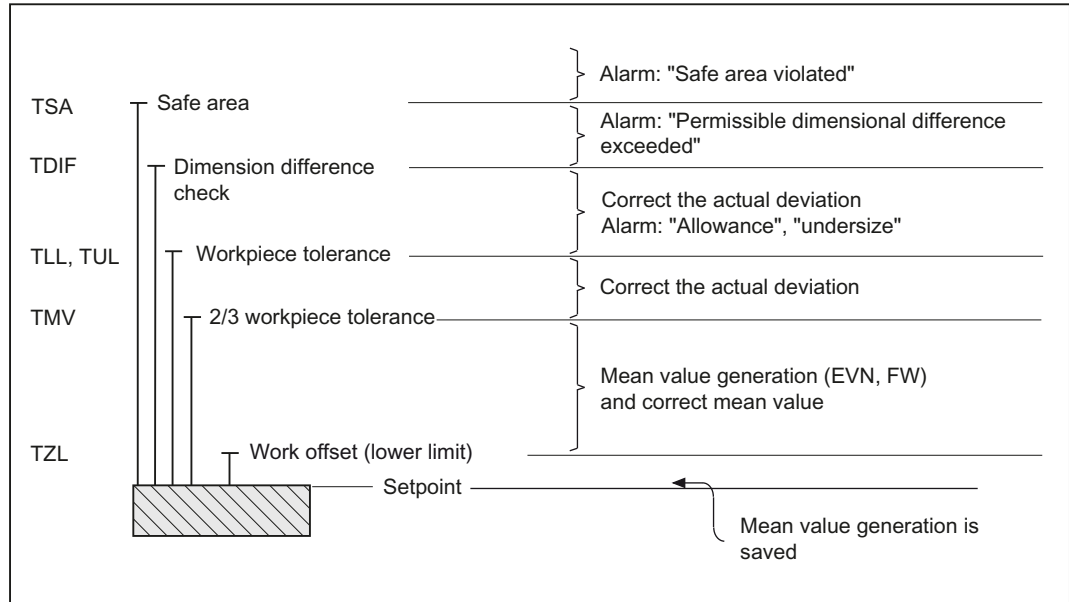 Alarm: "Safe area violated"
TSA
Safe area
Alarm: "Permissible dimensional difference
exceeded"
TDIF
Dimension difference
check
Correct the actual deviation
Alarm: "Allowance", "undersize"
TLL, TUL
Workpiece tolerance
Correct the actual deviation
TMV
2/3 workpiece tolerance
Mean value generation (EVN, FW)
and correct mean value
TZL
Work offset (lower limit)
Setpoint
Mean value generation is
saved